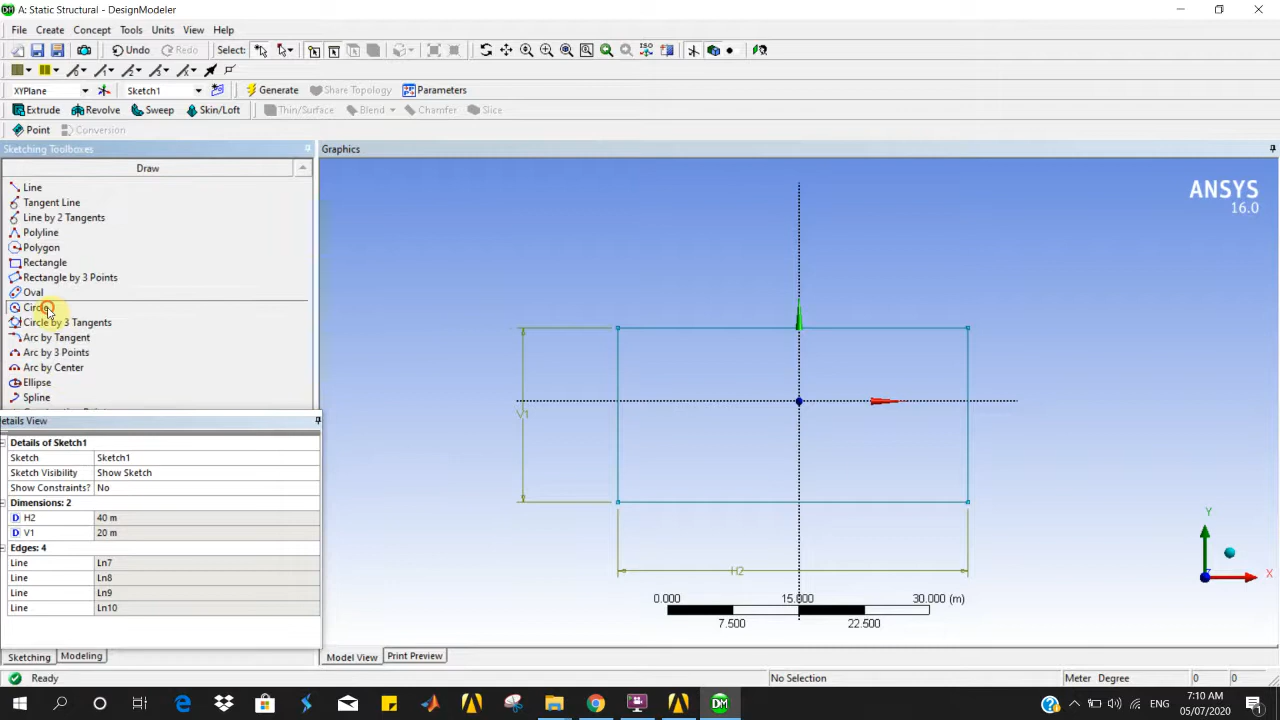 A: Static Structural - DesignModeler
File Create Concept Tools Units View Help
Undo Redo Select: ISO
XYPlane Sketch1 Generate Share Topology Parameters
Extrude Revolve Sweep Skin/Loft Thin/Surface Blend Chamfer Slice
Point Conversion
Sketching Toolboxes
Draw
Line
Tangent Line
Line by 2 Tangents
Polyline
Polygon
Rectangle
Rectangle by 3 Points
Oval
Circle
Circle by 3 Tangents
Arc by Tangent
Arc by 3 Points
Arc by Center
Ellipse
Spline
etails View
Details of Sketch1
Sketch Sketch1
Sketch Visibility Show Sketch
Show Constraints? No
Dimensions: 2
D H2 40 m
D V1 20 m
Edges: 4
Line Ln7
Line Ln8
Line Ln9
Line Ln10
Sketching Modeling
Graphics
ANSYS
16.0
V1
H2
0.000 15.000 30.000 (m)
7.500 22.500
Y
X
Model View Print Preview
Ready No Selection Meter Degree 0 0
DM
ENG 7:10 AM
05/07/2020